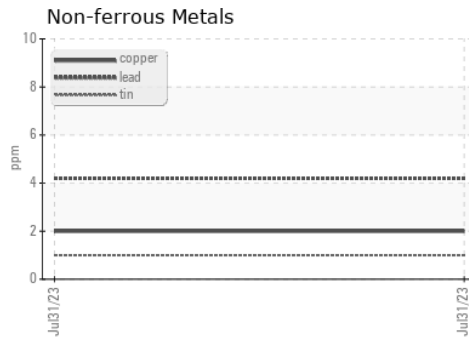 Non-ferrous Metals
10
copper
lead
tin
8
6
ppm
4
2
0
Jul31/23
Jul31/23